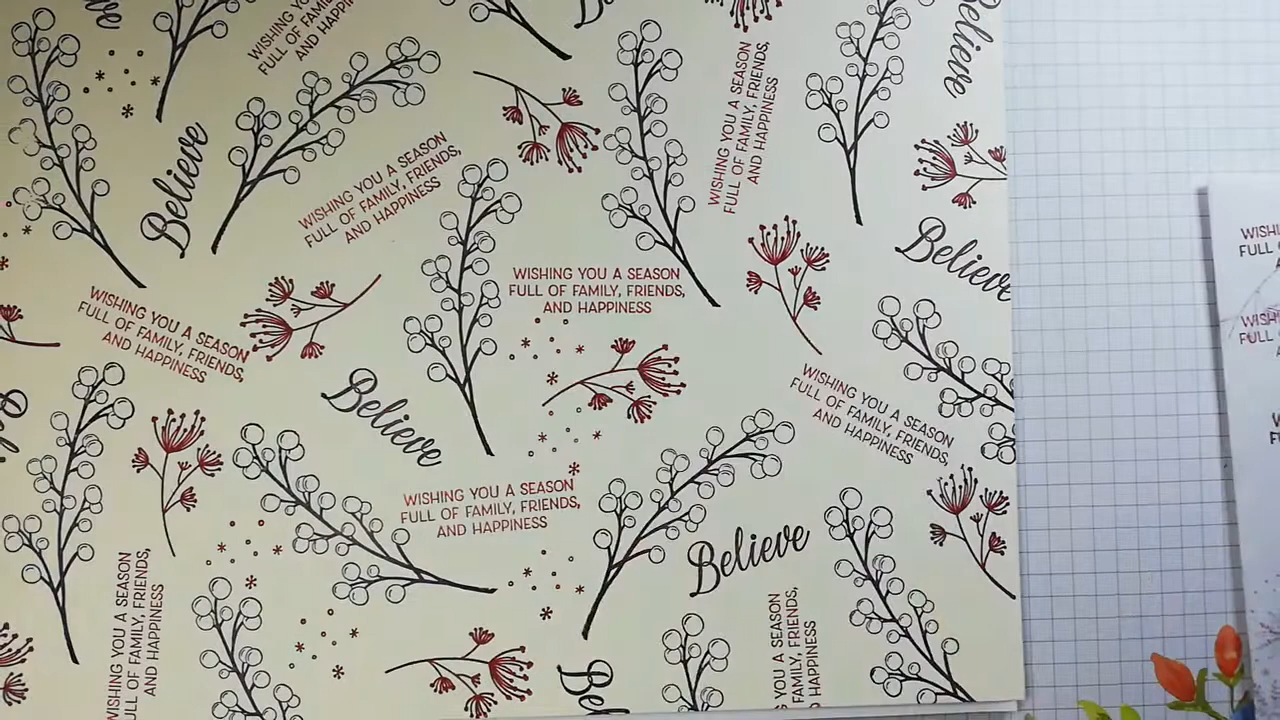 WISHING YOU A SEASON
FULL OF FAMILY, FRIENDS,
AND HAPPINESS
Believe
WISHING YOU A SEASON
FULL OF FAMILY, FRIENDS,
AND HAPPINESS
Believe
WISHING YOU A SEASON
FULL OF FAMILY, FRIENDS,
AND HAPPINESS
Believe
WISHING YOU A SEASON
FULL OF FAMILY, FRIENDS,
AND HAPPINESS
WISHING YOU A SEASON
FULL OF FAMILY, FRIENDS,
AND HAPPINESS
Believe
WISHING YOU A SEASON
FULL OF FAMILY, FRIENDS,
AND HAPPINESS
WISHING YOU A SEASON
FULL OF FAMILY, FRIENDS,
AND HAPPINESS
Believe
WISHING YOU A SEASON
FULL OF FAMILY, FRIENDS,
AND HAPPINESS
FAMILY, FRIENDS,
AND HAPPINESS